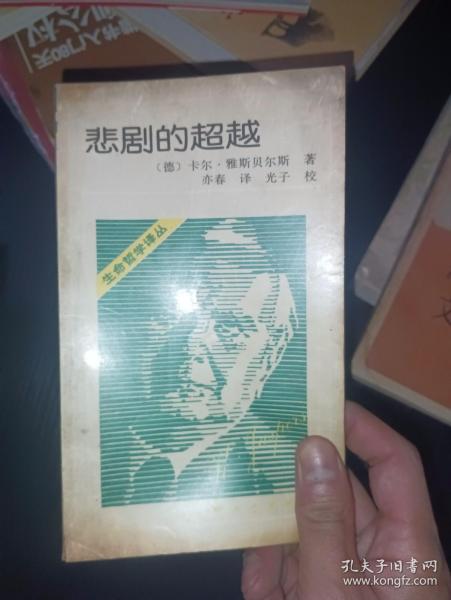 悲剧的超越
（德）卡尔·雅斯贝尔斯 著
亦春 译 光子 校
生命哲学译丛
孔夫子旧书网
www.kongfz.com